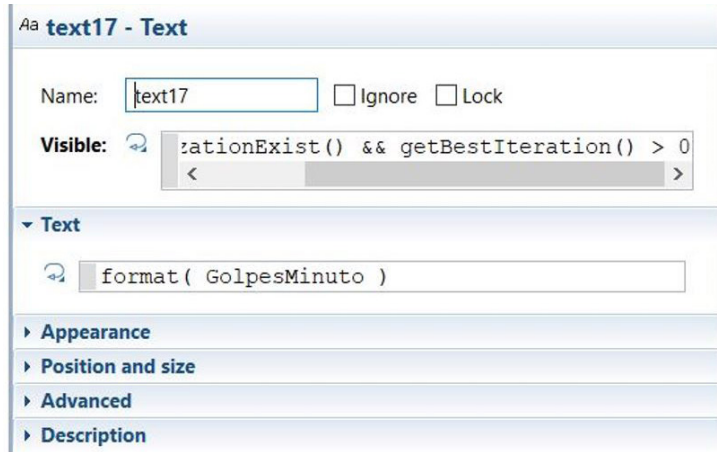 Aa text17 - Text
Name: text17 Ignore Lock
Visible: zationExist() && getBestIteration() > 0
Text
format( GolpesMinuto )
Appearance
Position and size
Advanced
Description